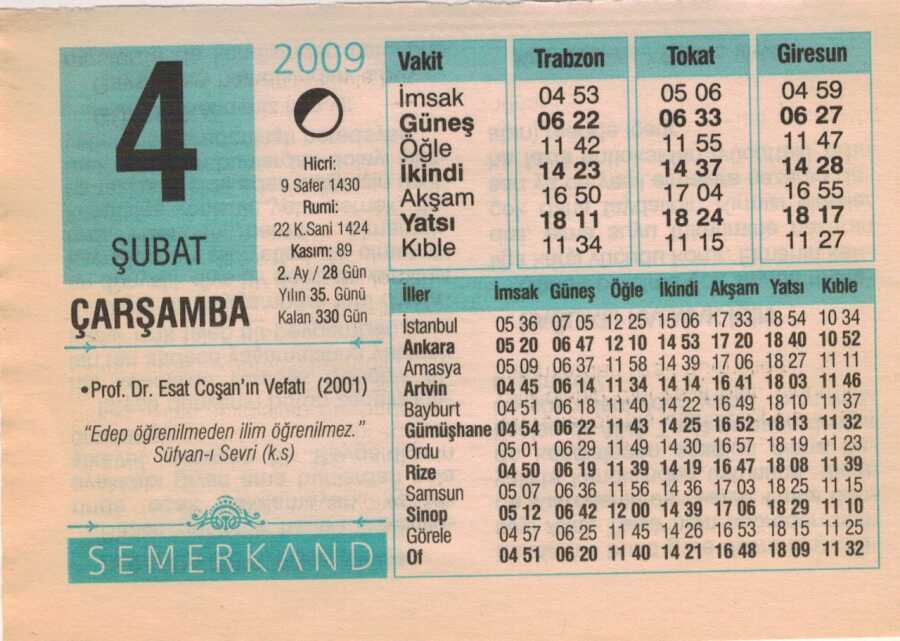 4
ŞUBAT
ÇARŞAMBA
2009
Hicri:
9 Safer 1430
Rumi:
22 K.Sani 1424
Kasım: 89
2. Ay / 28 Gün
Yılın 35. Günü
Kalan 330 Gün
•Prof. Dr. Esat Coşan'ın Vefatı (2001)
"Edep öğrenilmeden ilim öğrenilmez."
Süfyan-ı Sevri (k.s)
SEMERKAND
Vakit Trabzon Tokat Giresun
İmsak 04 53 05 06 04 59
Güneş 06 22 06 33 06 27
Öğle 11 42 11 55 11 47
İkindi 14 23 14 37 14 28
Akşam 16 50 17 04 16 55
Yatsı 18 11 18 24 18 17
Kıble 11 34 11 15 11 27
İller İmsak Güneş Öğle İkindi Akşam Yatsı Kıble
İstanbul 05 36 07 05 12 25 15 06 17 33 18 54 10 34
Ankara 05 20 06 47 12 10 14 53 17 20 18 40 10 52
Amasya 05 09 06 37 11 58 14 39 17 06 18 27 11 11
Artvin 04 45 06 14 11 34 14 14 16 41 18 03 11 46
Bayburt 04 51 06 18 11 40 14 22 16 49 18 10 11 37
Gümüşhane 04 54 06 22 11 43 14 25 16 52 18 13 11 32
Ordu 05 01 06 29 11 49 14 30 16 57 18 19 11 23
Rize 04 50 06 19 11 39 14 19 16 47 18 08 11 39
Samsun 05 07 06 36 11 56 14 36 17 03 18 25 11 15
Sinop 05 12 06 42 12 00 14 39 17 06 18 29 11 10
Görele 04 57 06 25 11 45 14 26 16 53 18 15 11 25
Of 04 51 06 20 11 40 14 21 16 48 18 09 11 32